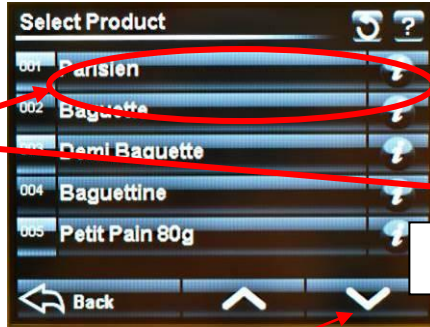 Select Product ?
001 Parisien i
002 Baguette i
003 Demi Baguette i
004 Baguettine i
005 Petit Pain 80g i
Back